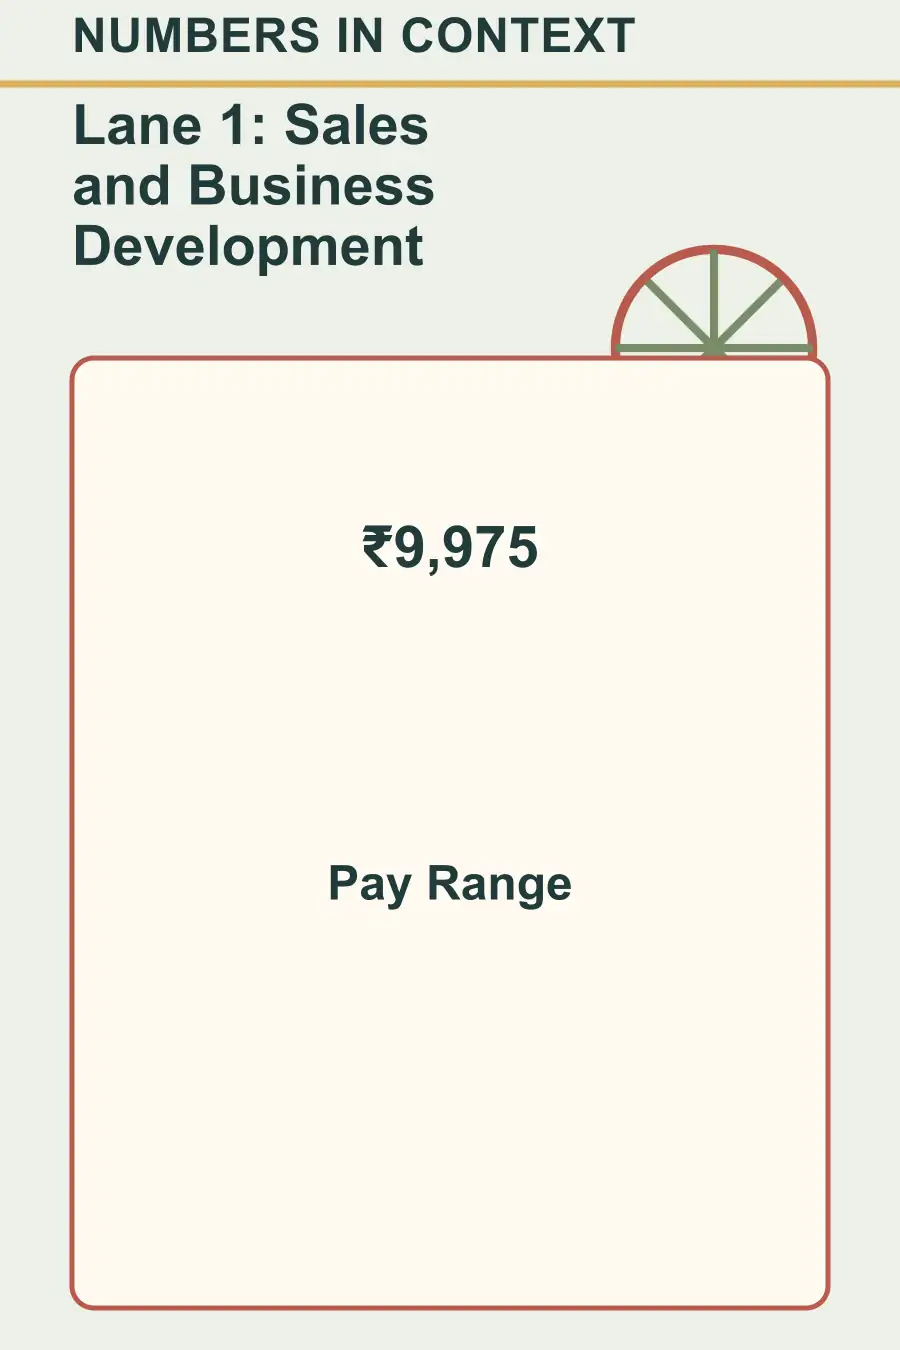 NUMBERS IN CONTEXT
Lane 1: Sales
and Business
Development
₹9,975
Pay Range